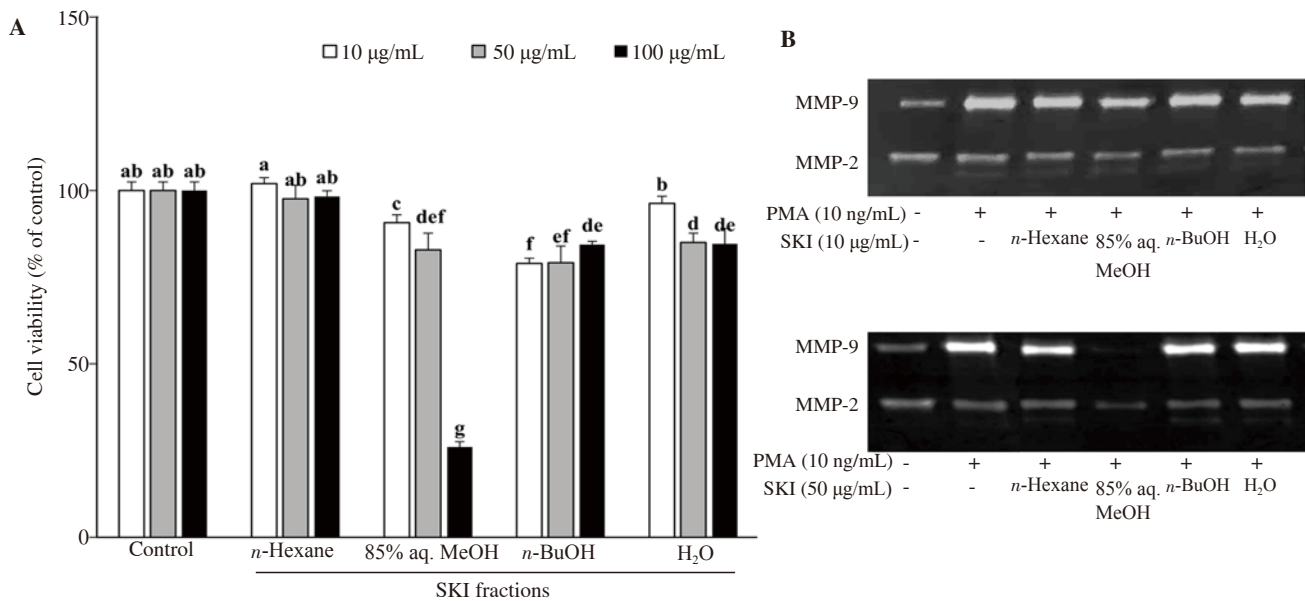 A
150
10 μg/mL 50 μg/mL 100 μg/mL
ab ab ab a ab ab c def g f ef de b d de
100
50
0
Cell viability (% of control)
Control n-Hexane 85% aq. MeOH n-BuOH H₂O
SKI fractions
B
MMP-9
MMP-2
PMA (10 ng/mL) - + + + + +
SKI (10 μg/mL) - - n-Hexane 85% aq. n-BuOH H₂O
MeOH
MMP-9
MMP-2
PMA (10 ng/mL) - + + + + +
SKI (50 μg/mL) - - n-Hexane 85% aq. n-BuOH H₂O
MeOH